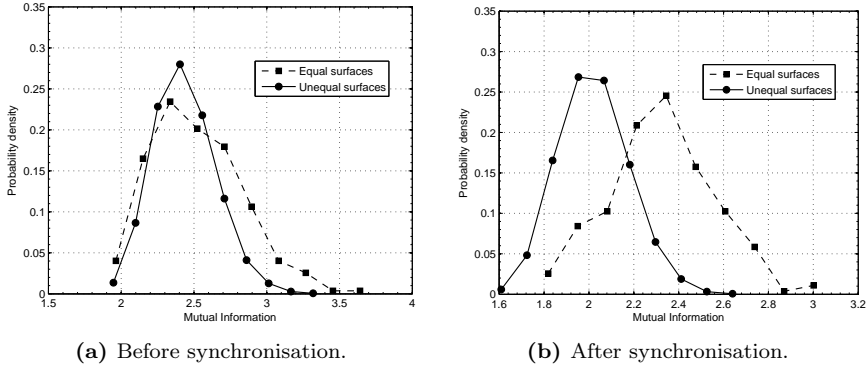 0.35
0.3
0.25
0.2
0.15
0.1
0.05
0
Probability density
1.5 2 2.5 3 3.5 4
Mutual Information
Equal surfaces
Unequal surfaces
(a) Before synchronisation.
0.35
0.3
0.25
0.2
0.15
0.1
0.05
0
Probability density
1.6 1.8 2 2.2 2.4 2.6 2.8 3 3.2
Mutual Information
Equal surfaces
Unequal surfaces
(b) After synchronisation.